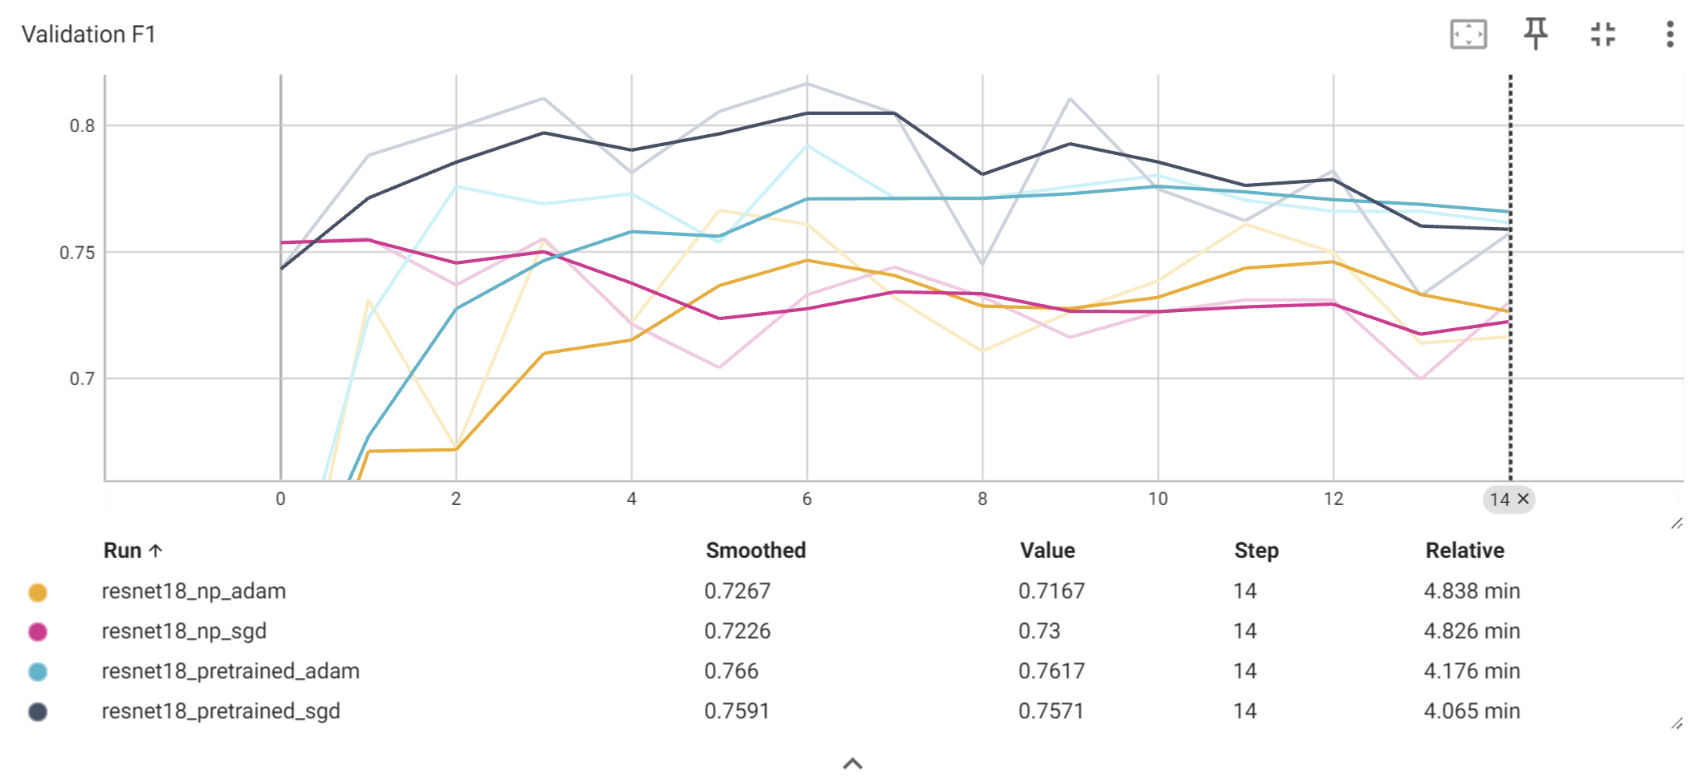 Validation F1
0.8
0.75
0.7
0 2 4 6 8 10 12 14 ✕
Run ↑ Smoothed Value Step Relative
resnet18_np_adam 0.7267 0.7167 14 4.838 min
resnet18_np_sgd 0.7226 0.73 14 4.826 min
resnet18_pretrained_adam 0.766 0.7617 14 4.176 min
resnet18_pretrained_sgd 0.7591 0.7571 14 4.065 min